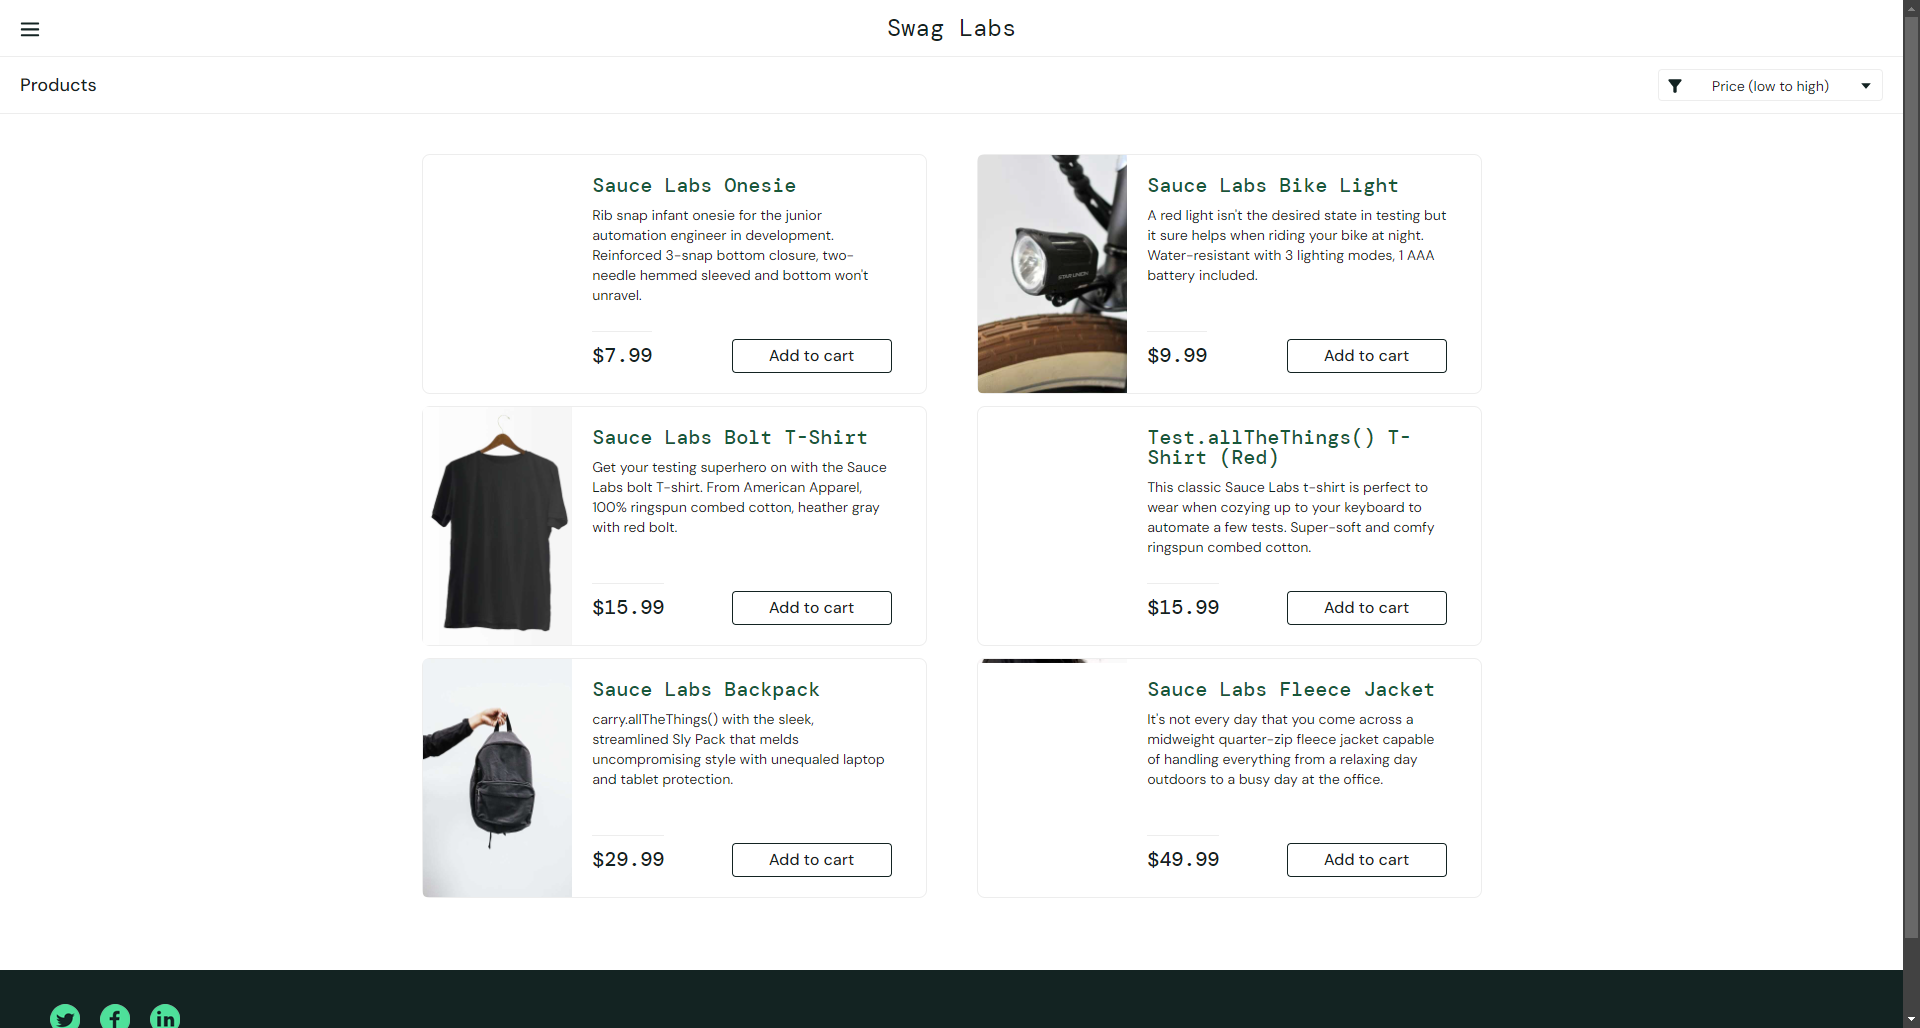 Swag Labs
Products
Price (low to high)
Sauce Labs Onesie
Rib snap infant onesie for the junior
automation engineer in development.
Reinforced 3-snap bottom closure, two-
needle hemmed sleeved and bottom won't
unravel.
$7.99
Add to cart
Sauce Labs Bike Light
A red light isn't the desired state in testing but
it sure helps when riding your bike at night.
Water-resistant with 3 lighting modes, 1 AAA
battery included.
$9.99
Add to cart
STAR UNION
Sauce Labs Bolt T-Shirt
Get your testing superhero on with the Sauce
Labs bolt T-shirt. From American Apparel,
100% ringspun combed cotton, heather gray
with red bolt.
$15.99
Add to cart
Test.allTheThings() T-
Shirt (Red)
This classic Sauce Labs t-shirt is perfect to
wear when cozying up to your keyboard to
automate a few tests. Super-soft and comfy
ringspun combed cotton.
$15.99
Add to cart
Sauce Labs Backpack
carry.allTheThings() with the sleek,
streamlined Sly Pack that melds
uncompromising style with unequaled laptop
and tablet protection.
$29.99
Add to cart
Sauce Labs Fleece Jacket
It's not every day that you come across a
midweight quarter-zip fleece jacket capable
of handling everything from a relaxing day
outdoors to a busy day at the office.
$49.99
Add to cart